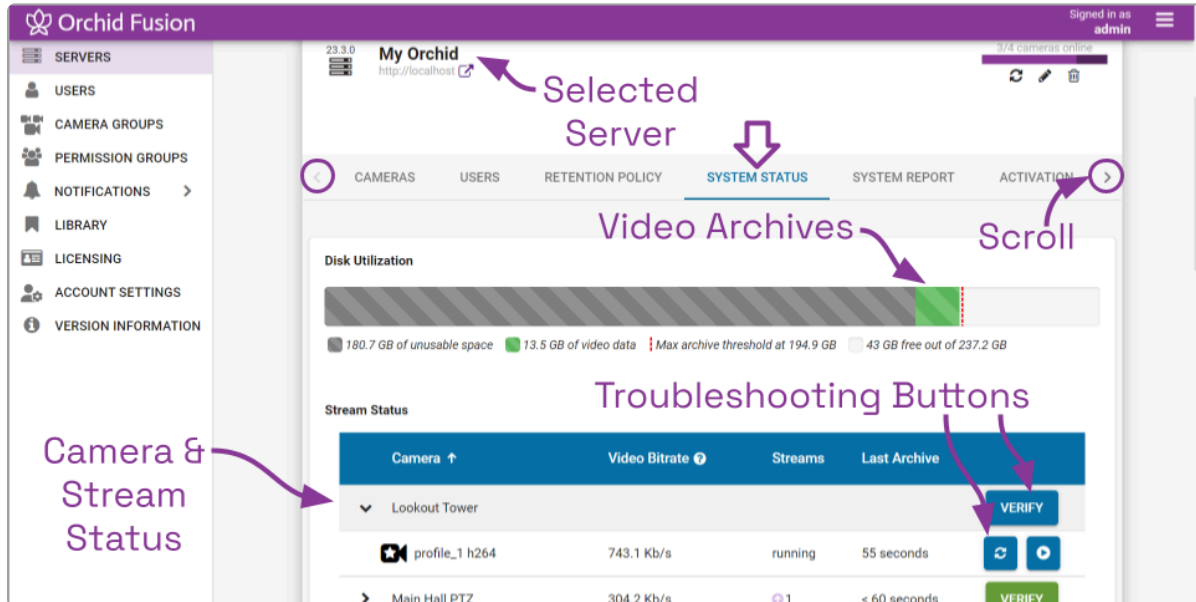 Orchid Fusion
Signed in as
admin
SERVERS
USERS
CAMERA GROUPS
PERMISSION GROUPS
NOTIFICATIONS
LIBRARY
LICENSING
ACCOUNT SETTINGS
VERSION INFORMATION
23.3.0
My Orchid
http://localhost
3/4 cameras online
Selected
Server
CAMERAS USERS RETENTION POLICY SYSTEM STATUS SYSTEM REPORT ACTIVATION
Video Archives
Scroll
Disk Utilization
180.7 GB of unusable space 13.5 GB of video data Max archive threshold at 194.9 GB 43 GB free out of 237.2 GB
Troubleshooting Buttons
Stream Status
Camera &
Stream
Status
Camera ↑ Video Bitrate ? Streams Last Archive
Lookout Tower VERIFY
profile_1 h264 743.1 Kb/s running 55 seconds
Main Hall PTZ 304.2 Kb/s 1 < 60 seconds VERIFY